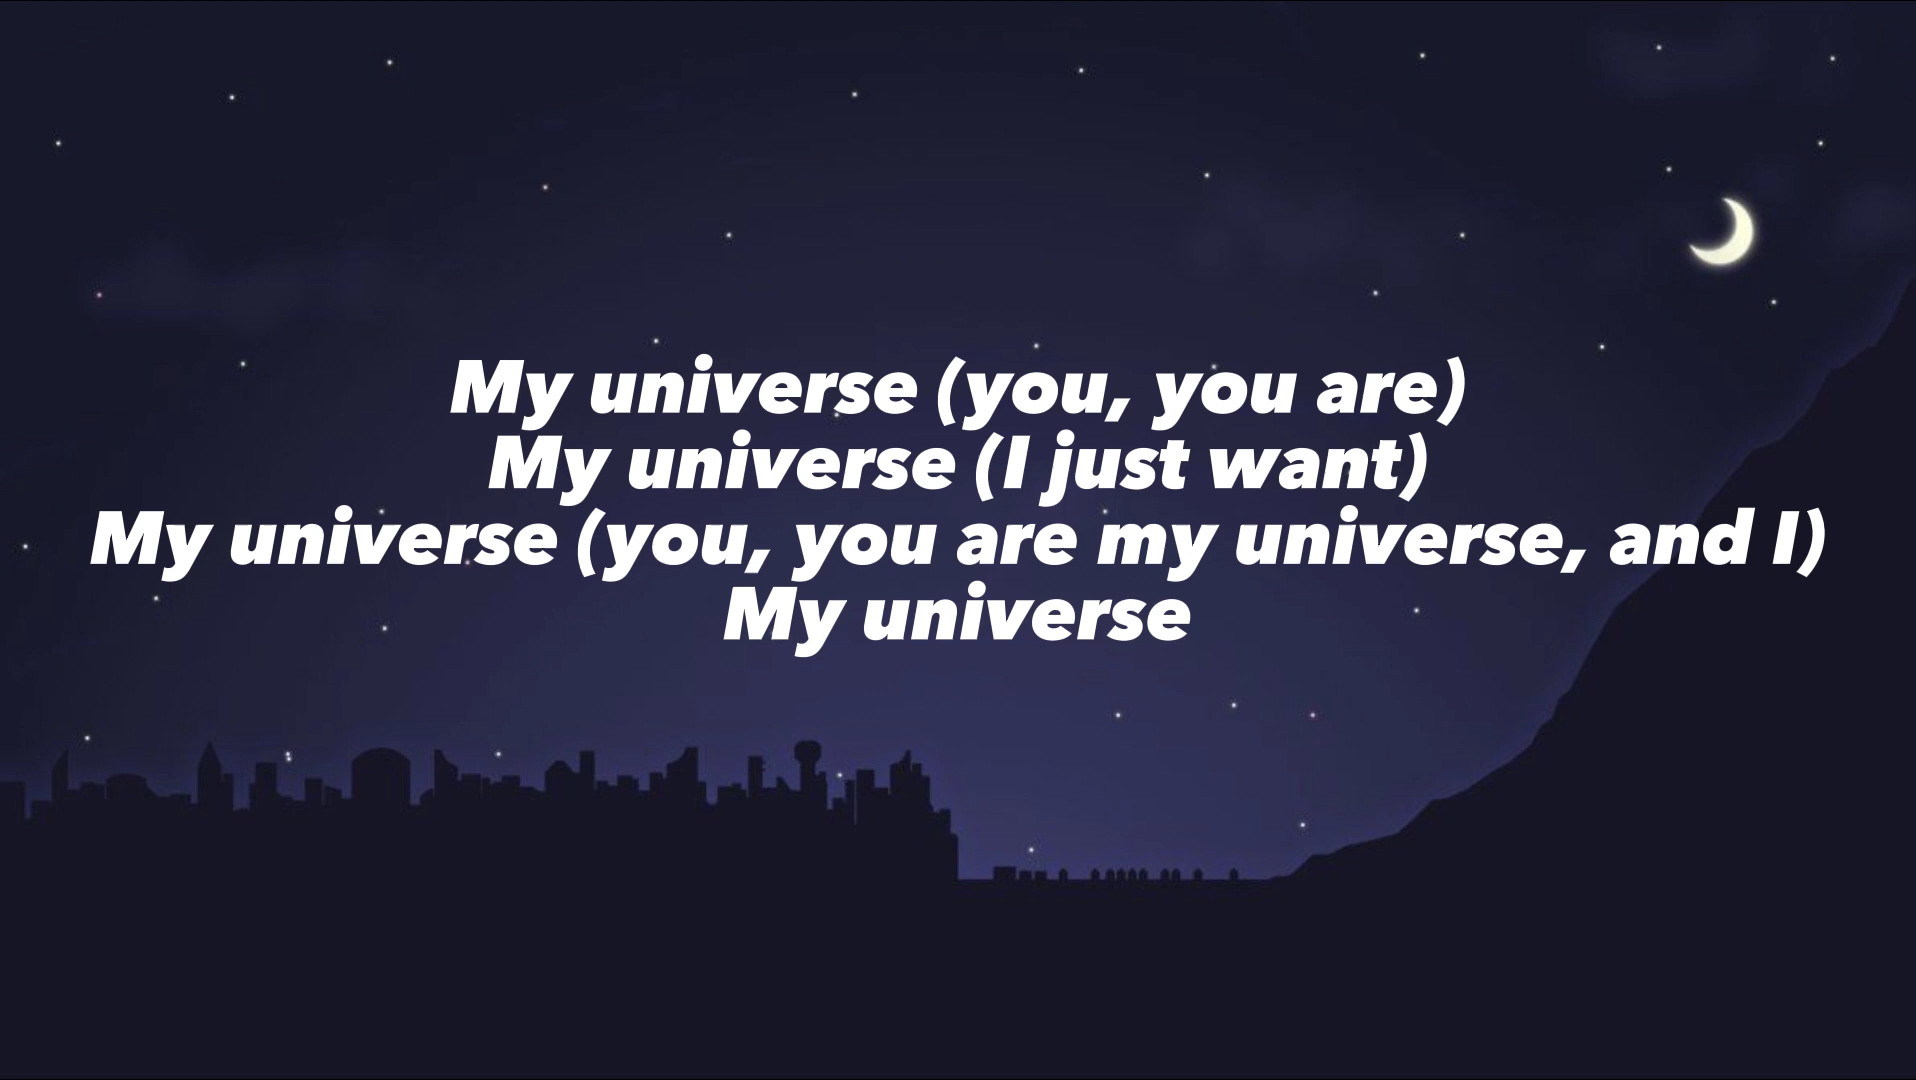 My universe (you, you are)
My universe (I just want)
My universe (you, you are my universe, and I)
My universe